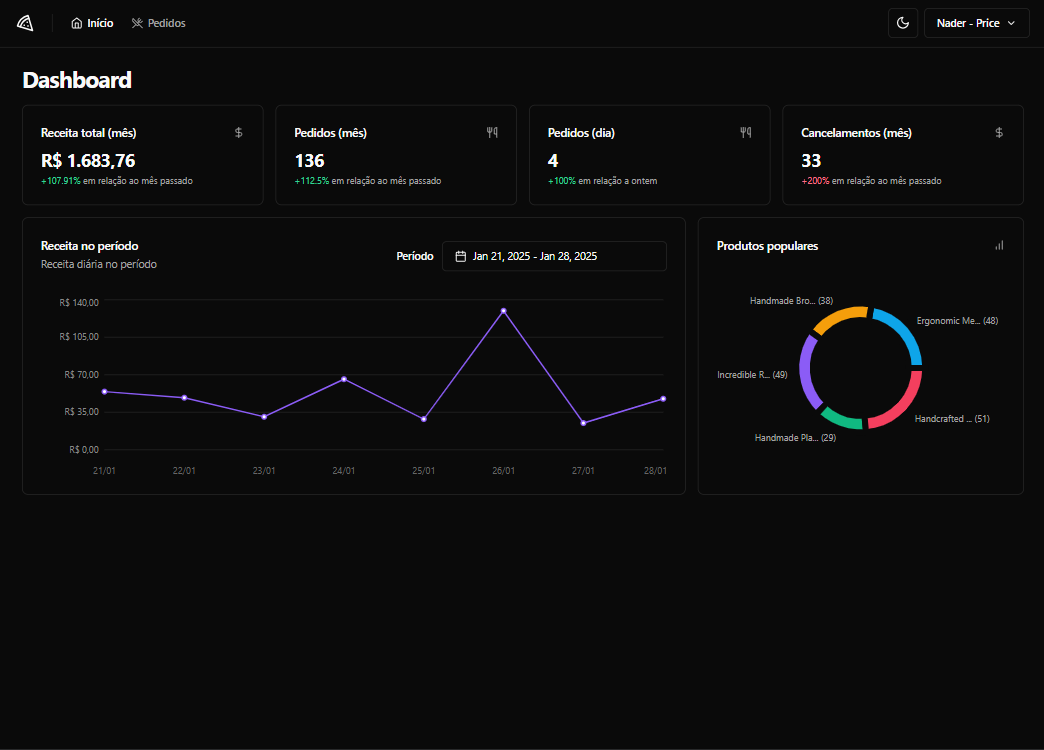 Início
Pedidos
Nader - Price
Dashboard
Receita total (mês)
R$ 1.683,76
+107.91% em relação ao mês passado
Pedidos (mês)
136
+112.5% em relação ao mês passado
Pedidos (dia)
4
+100% em relação a ontem
Cancelamentos (mês)
33
+200% em relação ao mês passado
Receita no período
Receita diária no período
Período
Jan 21, 2025 - Jan 28, 2025
R$ 140,00
R$ 105,00
R$ 70,00
R$ 35,00
R$ 0,00
21/01
22/01
23/01
24/01
25/01
26/01
27/01
28/01
Produtos populares
Handmade Bro... (38)
Ergonomic Me... (48)
Incredible R... (49)
Handcrafted ... (51)
Handmade Pla... (29)